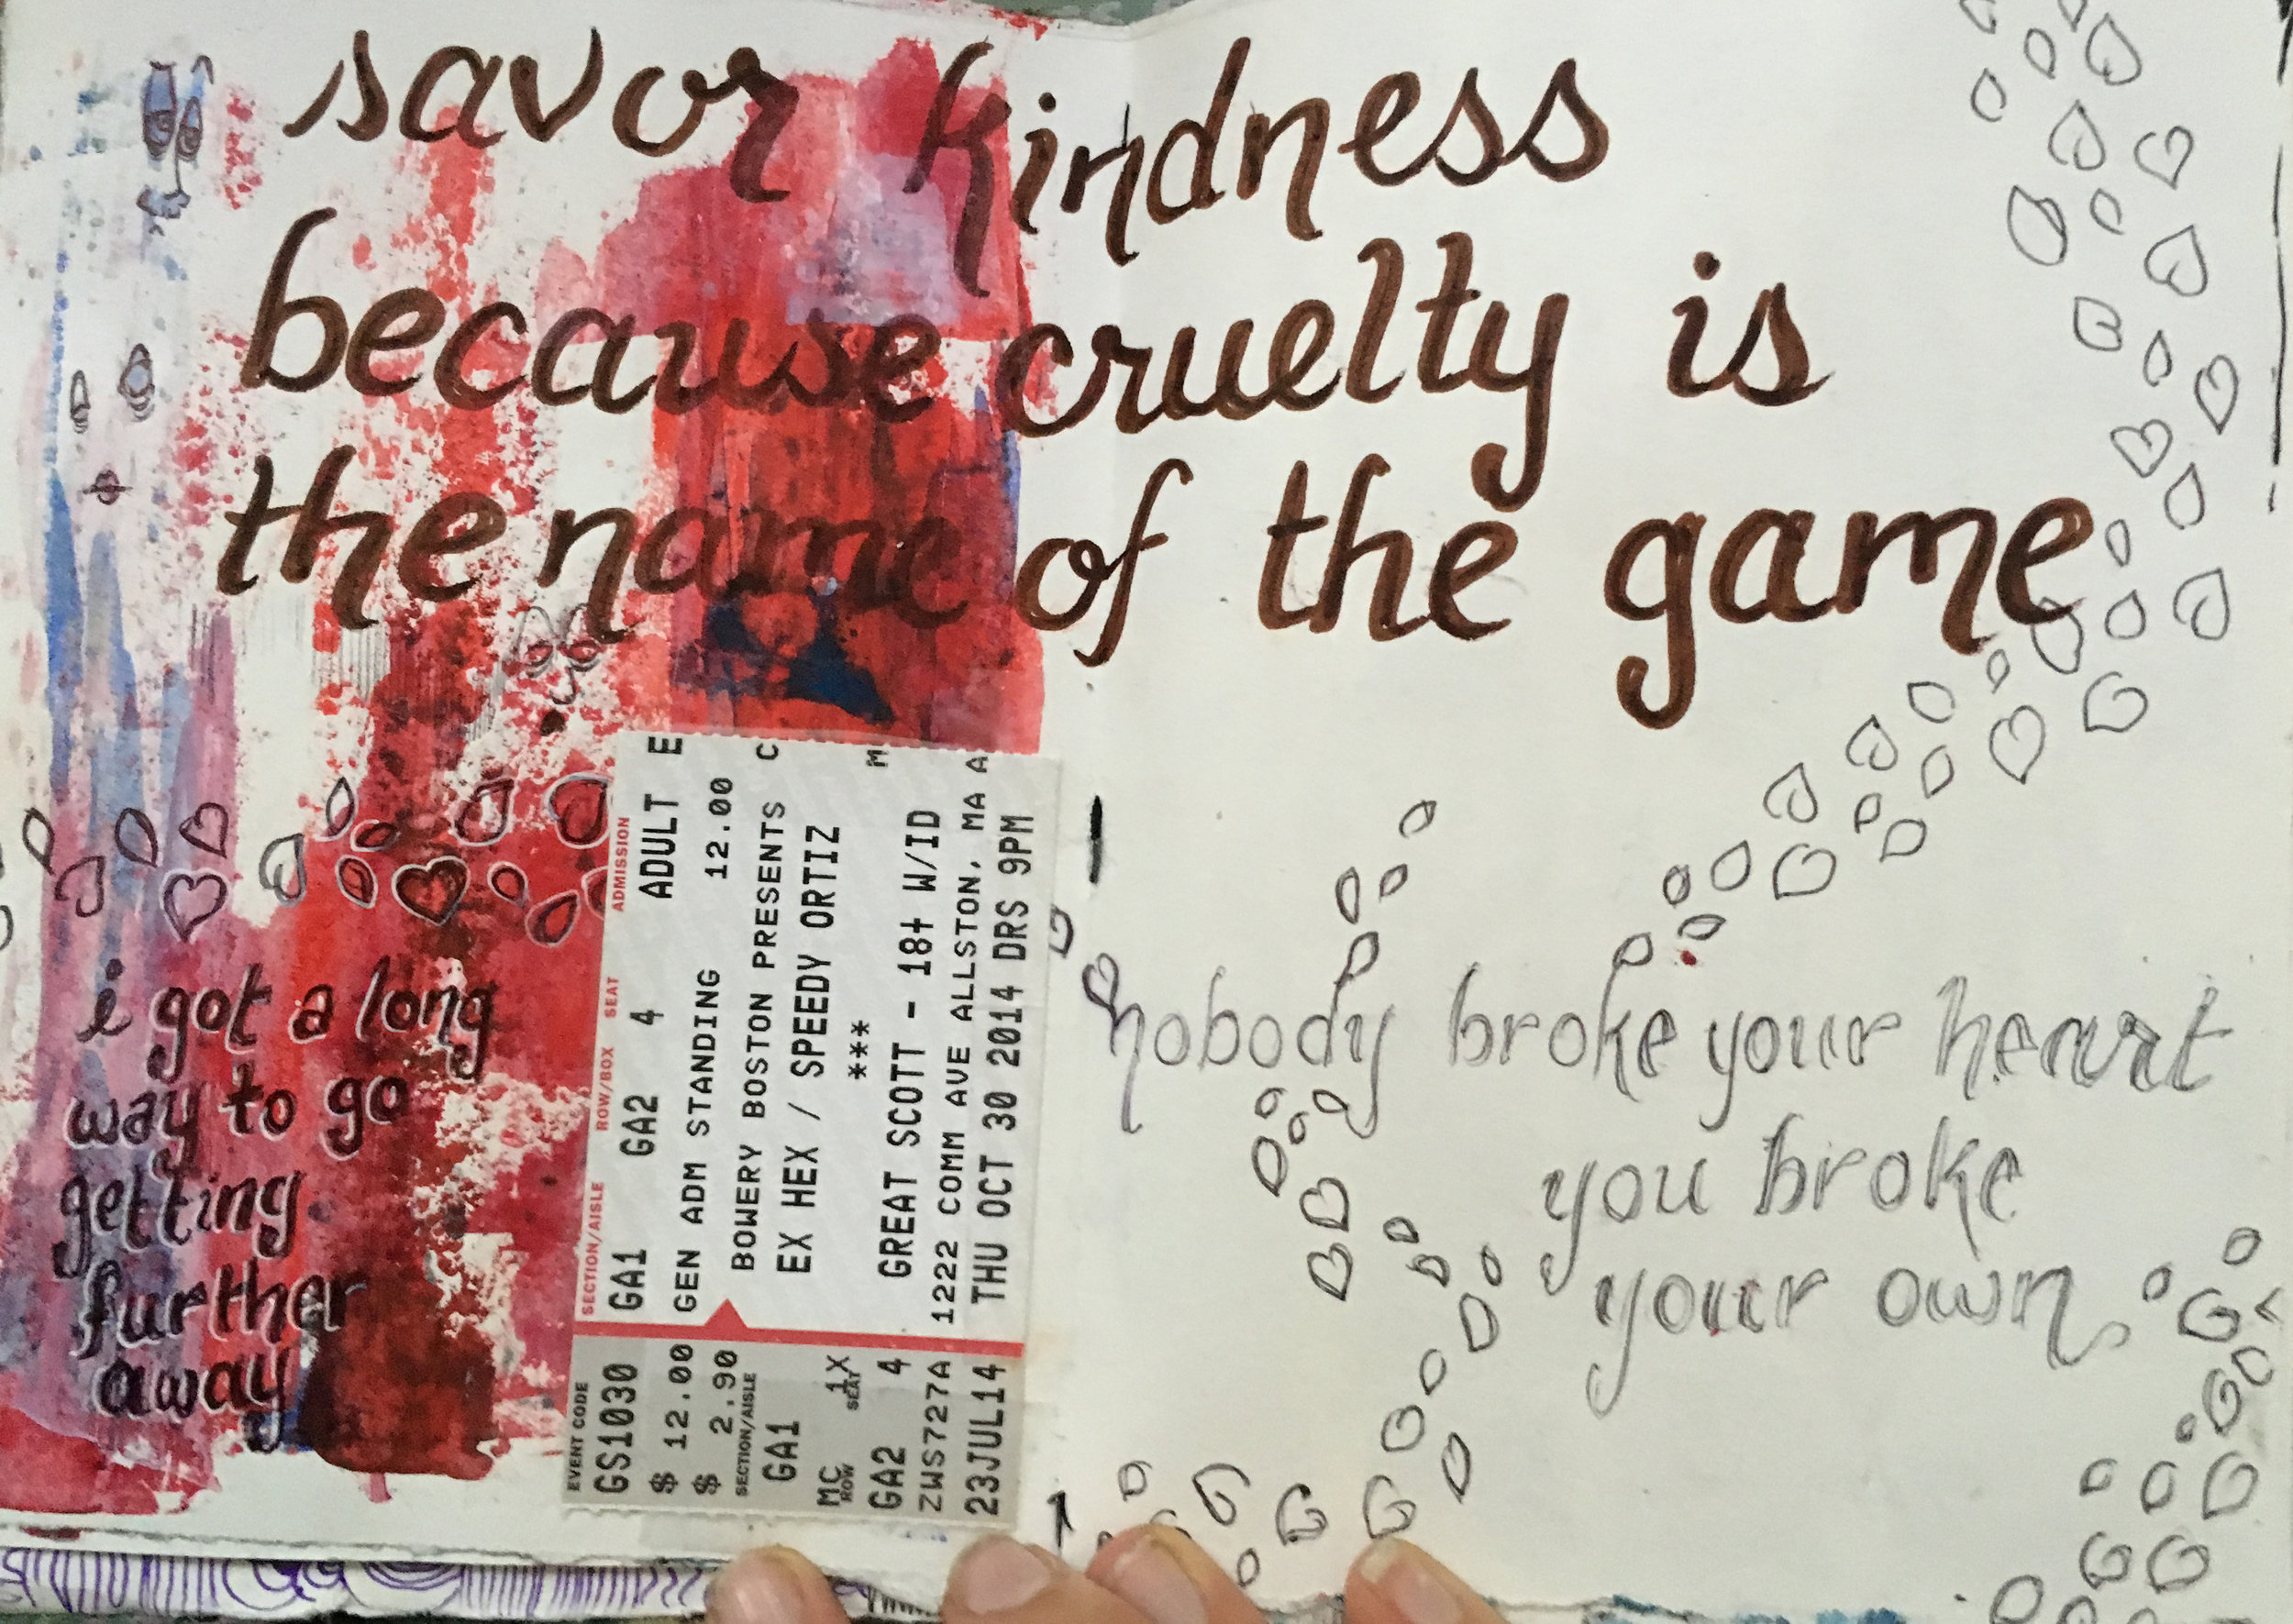 savor kindness
because cruelty is
the name of the game
i got a long
way to go
getting
further
away
SECTION/AISLE ROW/BOX SEAT ADMISSION
GA1 GA2 4 ADULT E
GEN ADM STANDING 12.00
BOWERY BOSTON PRESENTS C
EX HEX / SPEEDY ORTIZ
*** M
GREAT SCOTT - 18+ W/ID
1222 COMM AVE ALLSTON, MA A
THU OCT 30 2014 DRS 9PM
EVENT CODE
GS1030
$ 12.00
$ 2.90
SECTION/AISLE
GA1
MC 1X
ROW SEAT
GA2 4
ZWS727A
23JUL14
nobody broke your heart
you broke
your own